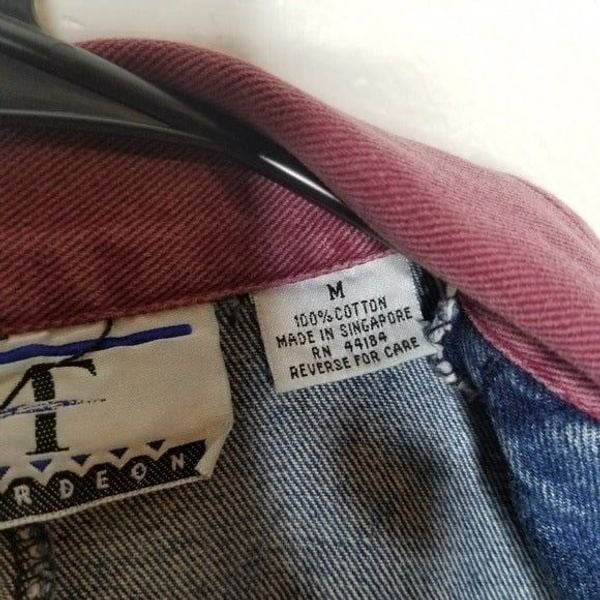 M
100% COTTON
MADE IN SINGAPORE
RN 44184
REVERSE FOR CARE
T
RDEON